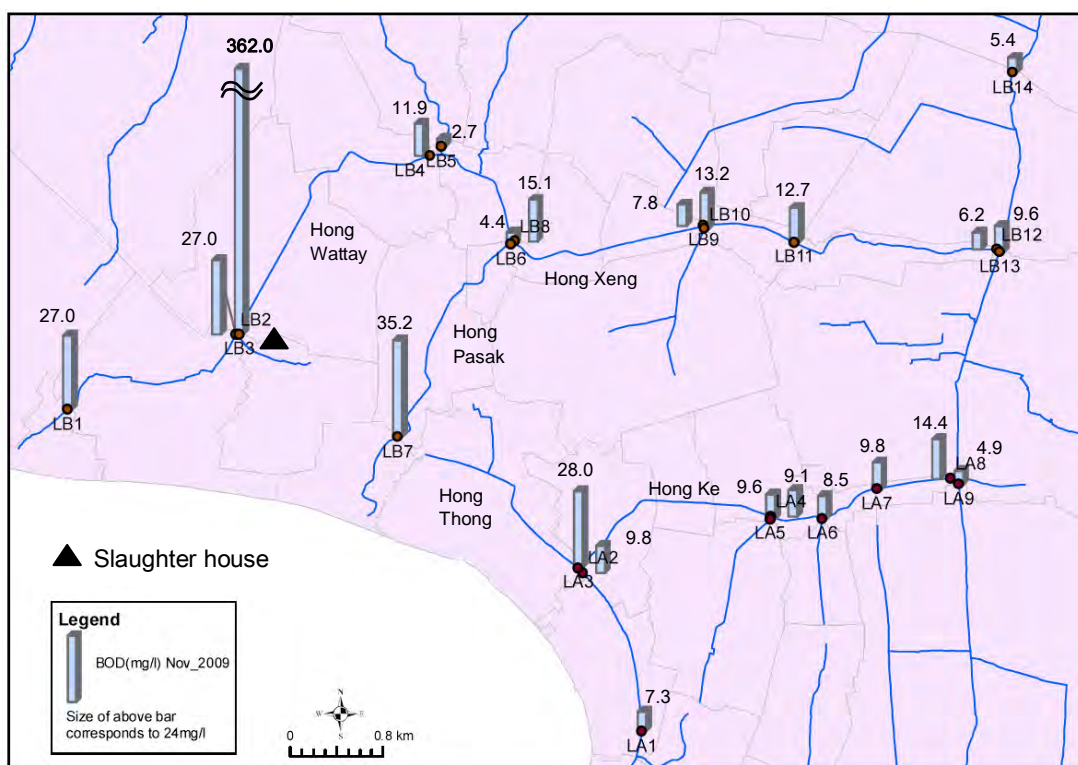 362.0
5.4
LB14
11.9
2.7
LB4
LB5
15.1
4.4
LB8
LB6
7.8
13.2
LB10
LB9
12.7
LB11
6.2
9.6
LB12
LB13
Hong
Wattay
Hong Xeng
27.0
LB2
LB3
27.0
LB1
35.2
LB7
Hong
Pasak
Hong
Thong
28.0
LA2
9.8
LA3
Hong Ke
9.6
9.1
LA4
LA5
8.5
LA6
9.8
LA7
14.4
4.9
LA8
LA9
7.3
LA1
Slaughter house
Legend
BOD(mg/l) Nov_2009
Size of above bar
corresponds to 24mg/l
N
W
E
S
0
0.8 km